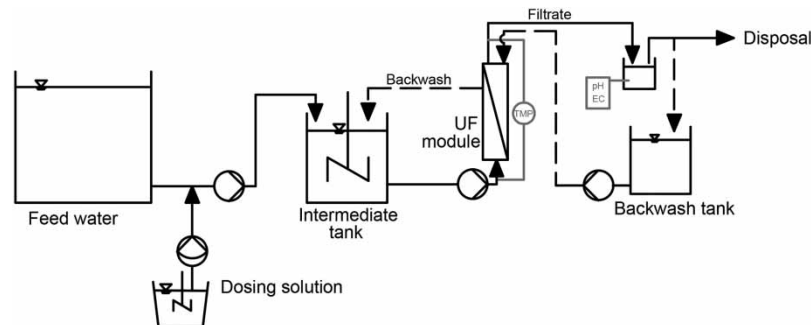 Filtrate
Disposal
Backwash
pH
EC
TMP
UF
module
Feed water
Intermediate
tank
Backwash tank
Dosing solution